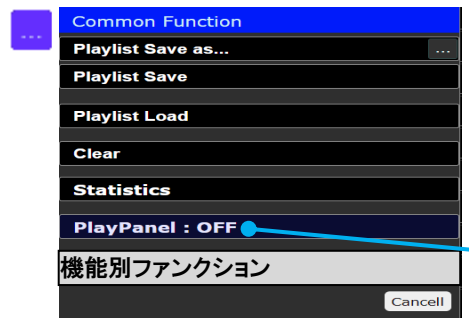 ...
Common Function
Playlist Save as... ...
Playlist Save
Playlist Load
Clear
Statistics
PlayPanel : OFF
機能別ファンクション
Cancell